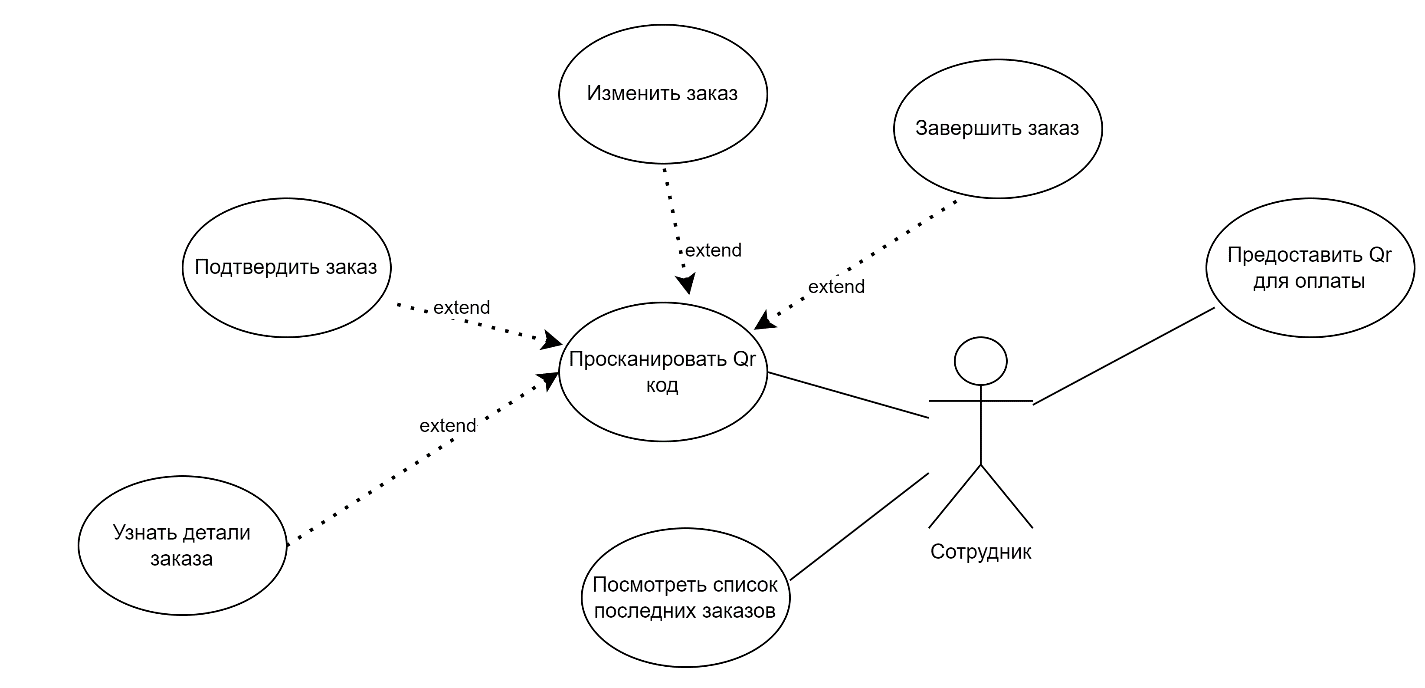 Изменить заказ
Завершить заказ
Подтвердить заказ
extend
extend
extend
Предоставить Qr
для оплаты
Просканировать Qr
код
extend
Узнать детали
заказа
Посмотреть список
последних заказов
Сотрудник